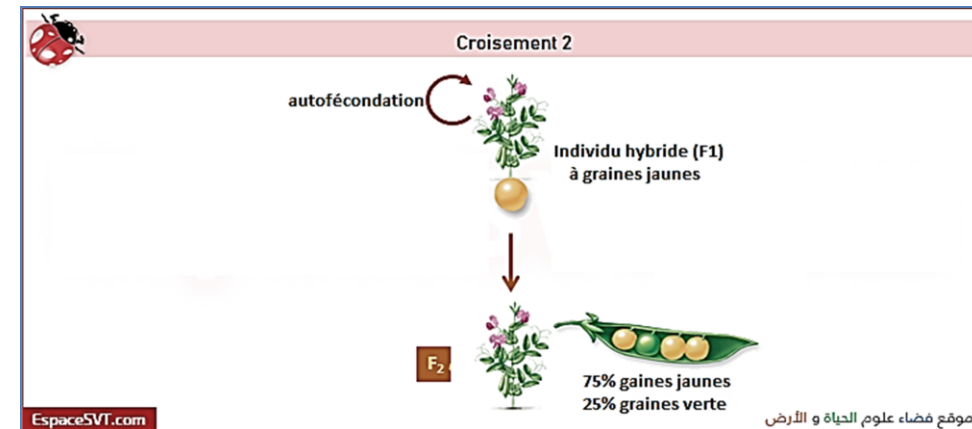 Croisement 2
autofécondation
Individu hybride (F1)
à graines jaunes
F2
75% gaines jaunes
25% graines verte
EspaceSVT.com
موقع فضاء علوم الحياة و الأرض